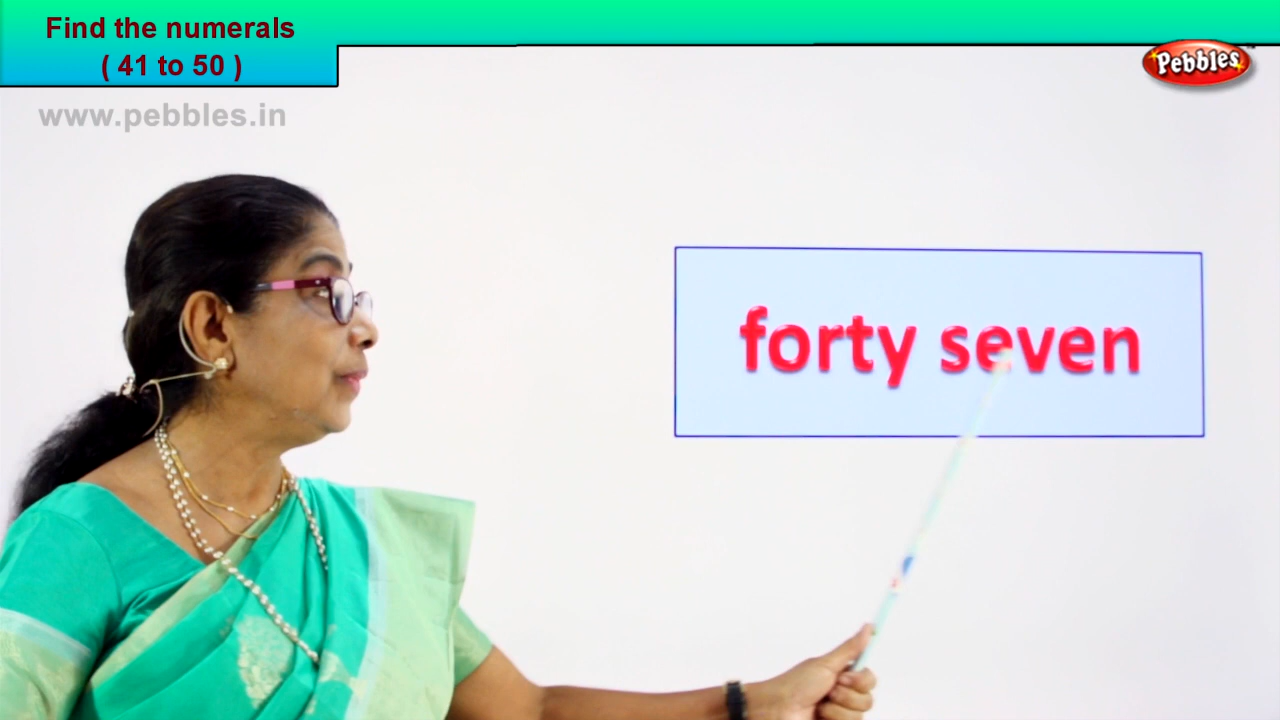 Find the numerals
( 41 to 50 )
Pebbles
www.pebbles.in
forty seven